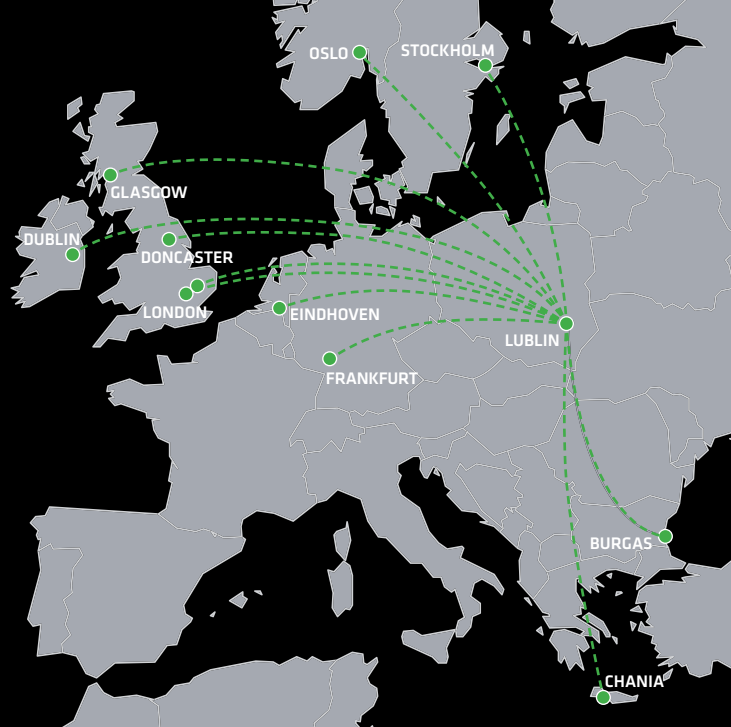 OSLO
STOCKHOLM
GLASGOW
DUBLIN
DONCASTER
LONDON
EINDHOVEN
LUBLIN
FRANKFURT
BURGAS
CHANIA